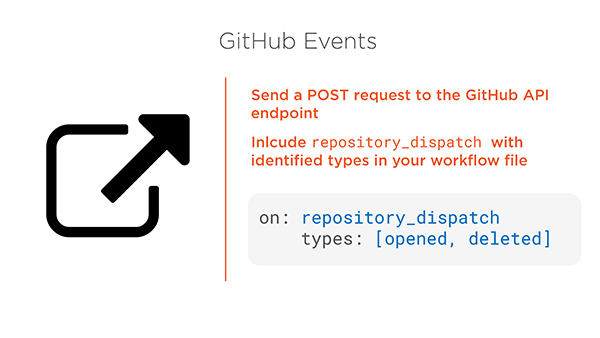 GitHub Events
Send a POST request to the GitHub API
endpoint
Inlcude repository_dispatch with
identified types in your workflow file
on: repository_dispatch
types: [opened, deleted]